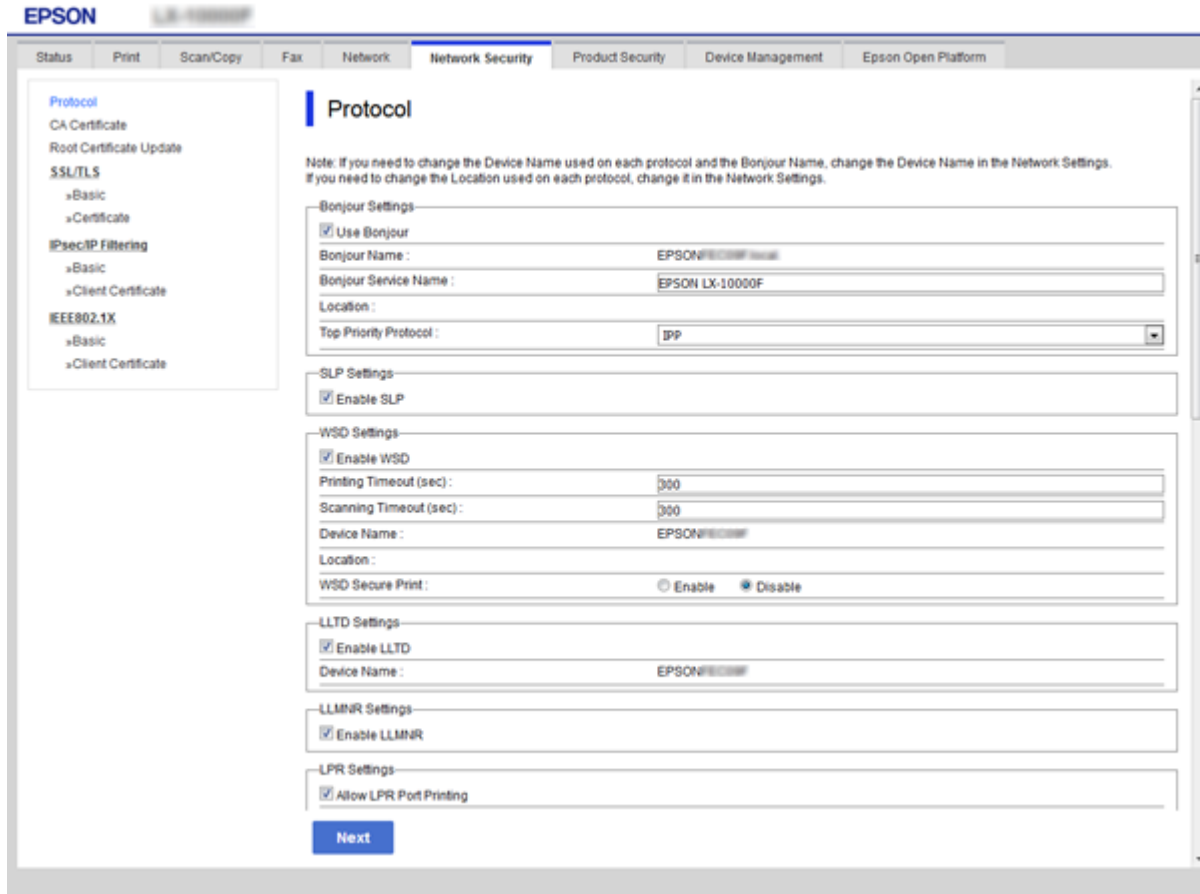 EPSON
Status Print Scan/Copy Fax Network Network Security Product Security Device Management Epson Open Platform
Protocol
CA Certificate
Root Certificate Update
SSL/TLS
»Basic
»Certificate
IPsec/IP Filtering
»Basic
»Client Certificate
IEEE802.1X
»Basic
»Client Certificate
Protocol
Note: If you need to change the Device Name used on each protocol and the Bonjour Name, change the Device Name in the Network Settings.
If you need to change the Location used on each protocol, change it in the Network Settings.
Bonjour Settings
Use Bonjour
Bonjour Name : EPSON
Bonjour Service Name : EPSON LX-10000F
Location :
Top Priority Protocol : IPP
SLP Settings
Enable SLP
WSD Settings
Enable WSD
Printing Timeout (sec) : 300
Scanning Timeout (sec) : 300
Device Name : EPSON
Location :
WSD Secure Print : Enable Disable
LLTD Settings
Enable LLTD
Device Name : EPSON
LLMNR Settings
Enable LLMNR
LPR Settings
Allow LPR Port Printing
Next